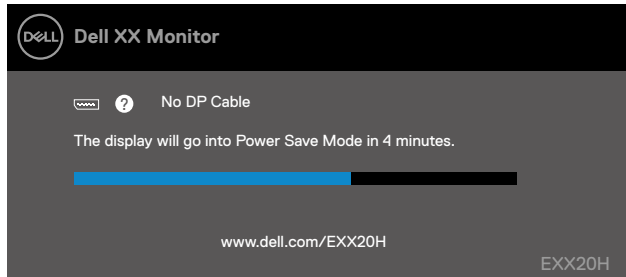 DELL Dell XX Monitor
? No DP Cable
The display will go into Power Save Mode in 4 minutes.
www.dell.com/EXX20H
EXX20H